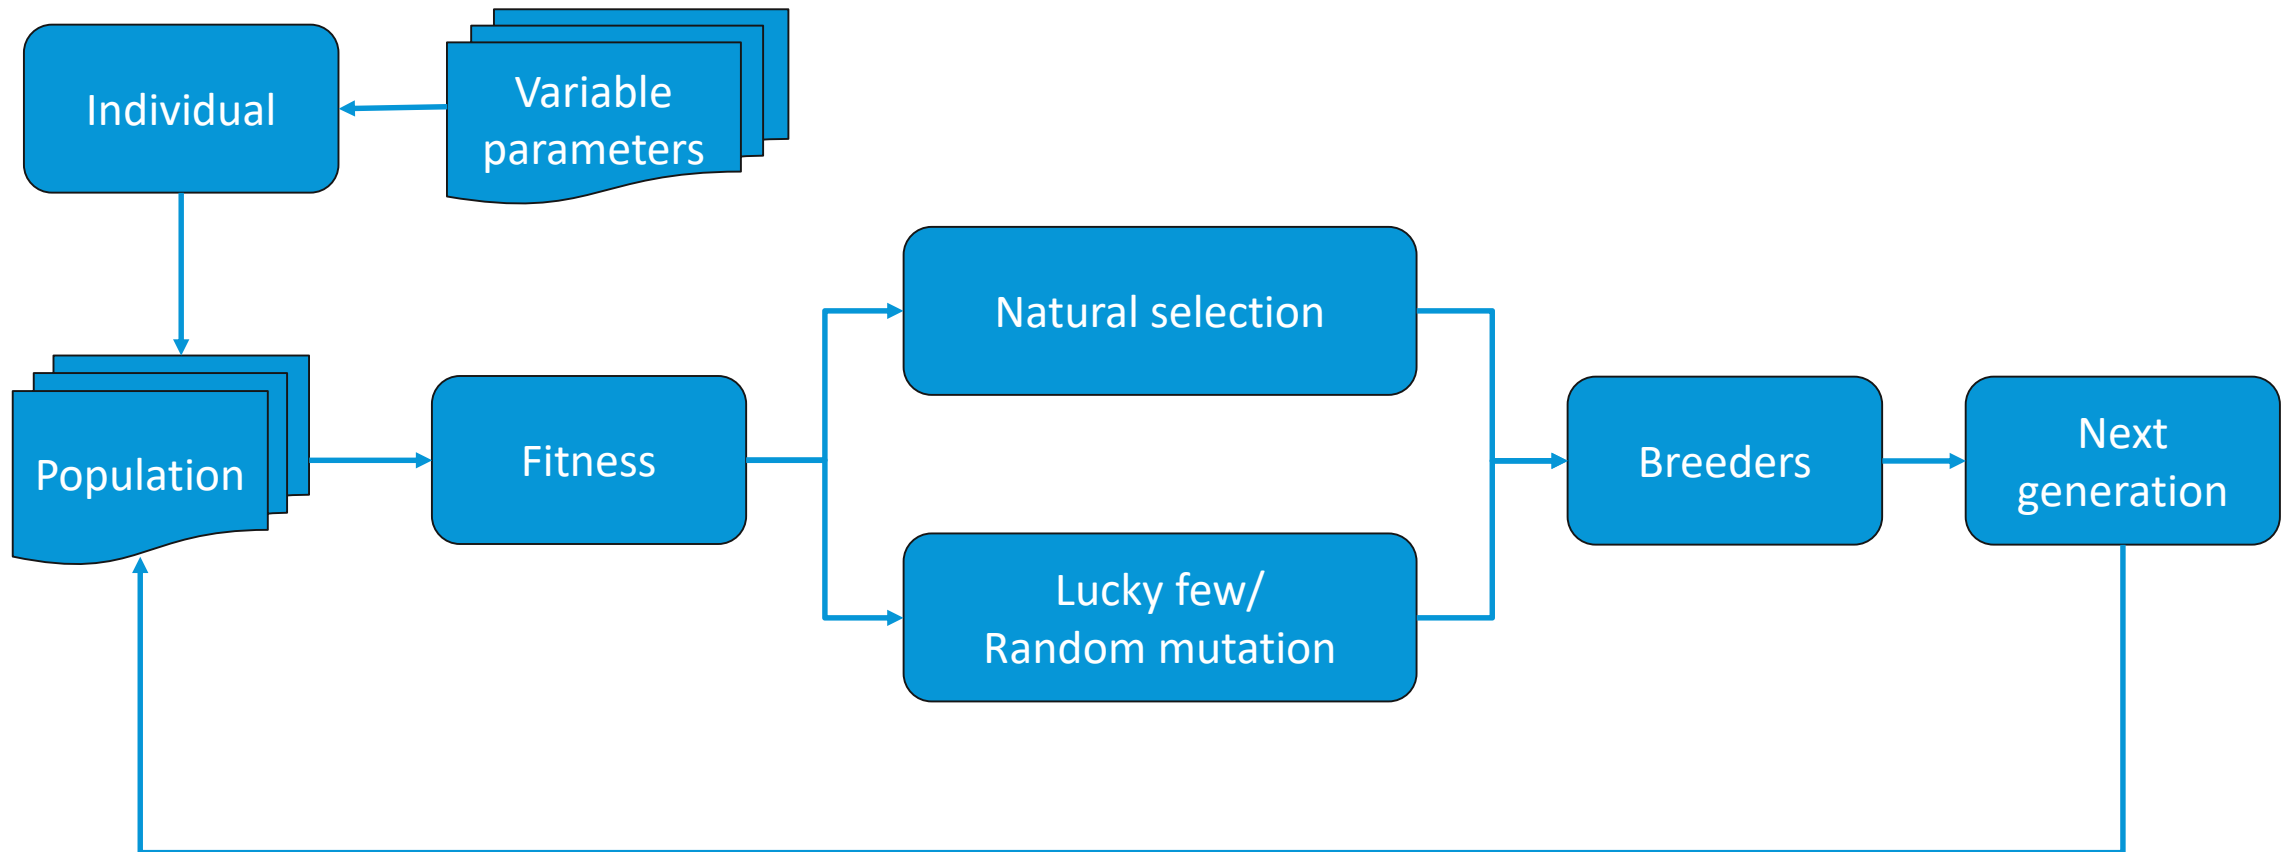 Individual
Variable
parameters
Natural selection
Population
Fitness
Breeders
Next
generation
Lucky few/
Random mutation